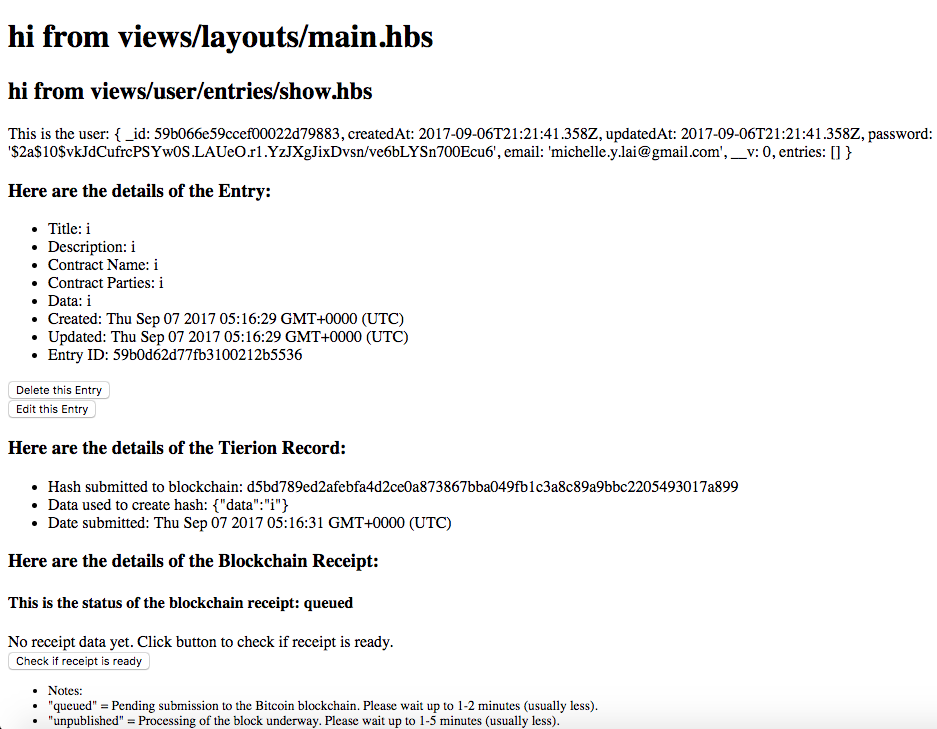 hi from views/layouts/main.hbs
hi from views/user/entries/show.hbs
This is the user: { _id: 59b066e59ccef00022d79883, createdAt: 2017-09-06T21:21:41.358Z, updatedAt: 2017-09-06T21:21:41.358Z, password:
'$2a$10$vkJdCufrcPSYw0S.LAUeO.r1.YzJXgJixDvsn/ve6bLYSn700Ecu6', email: 'michelle.y.lai@gmail.com', __v: 0, entries: [] }
Here are the details of the Entry:
• Title: i
• Description: i
• Contract Name: i
• Contract Parties: i
• Data: i
• Created: Thu Sep 07 2017 05:16:29 GMT+0000 (UTC)
• Updated: Thu Sep 07 2017 05:16:29 GMT+0000 (UTC)
• Entry ID: 59b0d62d77fb3100212b5536
Delete this Entry
Edit this Entry
Here are the details of the Tierion Record:
• Hash submitted to blockchain: d5bd789ed2afebfa4d2ce0a873867bba049fb1c3a8c89a9bbc2205493017a899
• Data used to create hash: {"data":"i"}
• Date submitted: Thu Sep 07 2017 05:16:31 GMT+0000 (UTC)
Here are the details of the Blockchain Receipt:
This is the status of the blockchain receipt: queued
No receipt data yet. Click button to check if receipt is ready.
Check if receipt is ready
• Notes:
• "queued" = Pending submission to the Bitcoin blockchain. Please wait up to 1-2 minutes (usually less).
• "unpublished" = Processing of the block underway. Please wait up to 1-5 minutes (usually less).